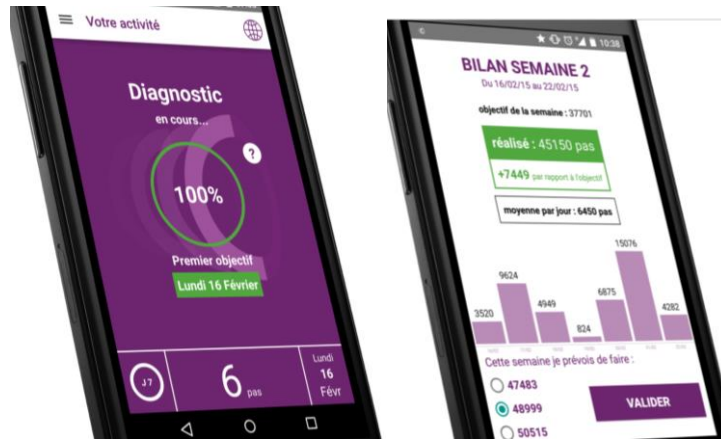 Votre activité
Diagnostic
en cours...
?
100%
Premier objectif
Lundi 16 Février
J 7
6 pas
Lundi
16
Févr
10:38
BILAN SEMAINE 2
Du 16/02/15 au 22/02/15
objectif de la semaine : 37701
réalisé : 45150 pas
+7449 par rapport à l'objectif
moyenne par jour : 6450 pas
3520
9624
4949
824
6875
15076
4282
Cette semaine je prévois de faire :
47483
48999
50515
VALIDER